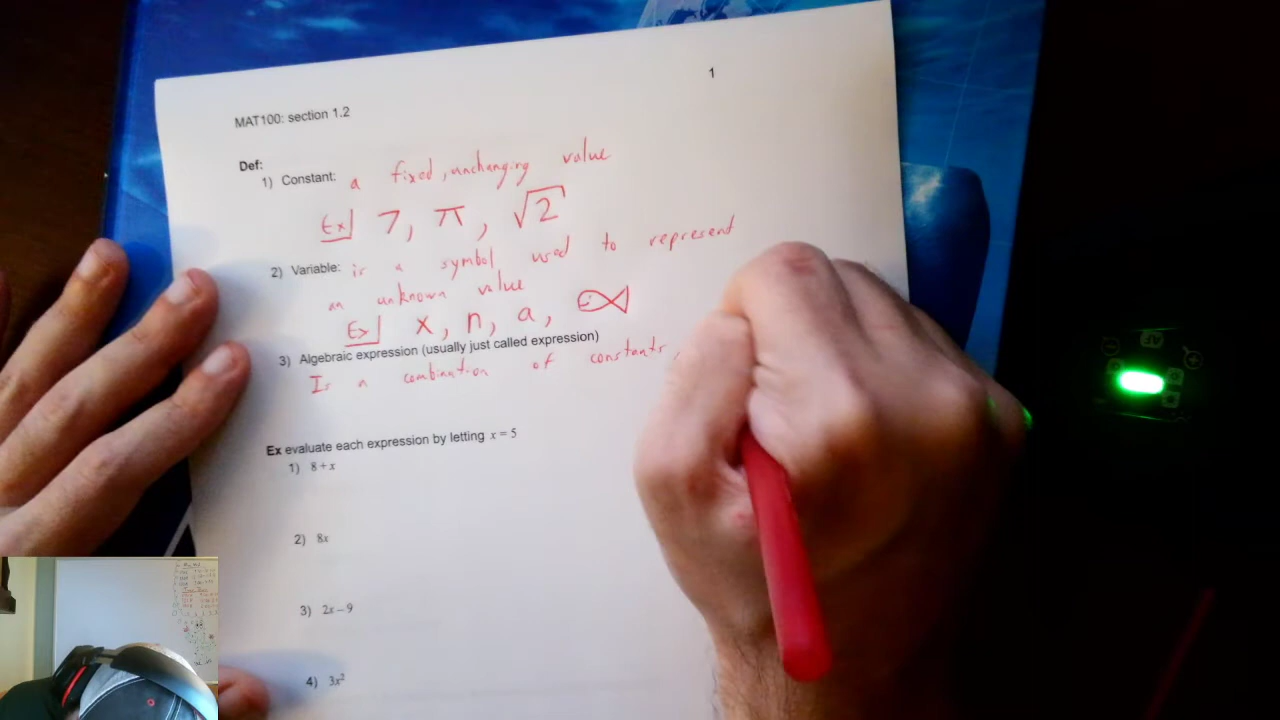 1
MAT100: section 1.2
Def:
1) Constant: a fixed, unchanging value
Ex 7, π, √2
2) Variable: is a symbol used to represent
an unknown value
Ex x, n, a,
3) Algebraic expression (usually just called expression)
Is a combination of constants,
Ex evaluate each expression by letting x = 5
1) 8 + x
2) 8x
3) 2x – 9
4) 3x²